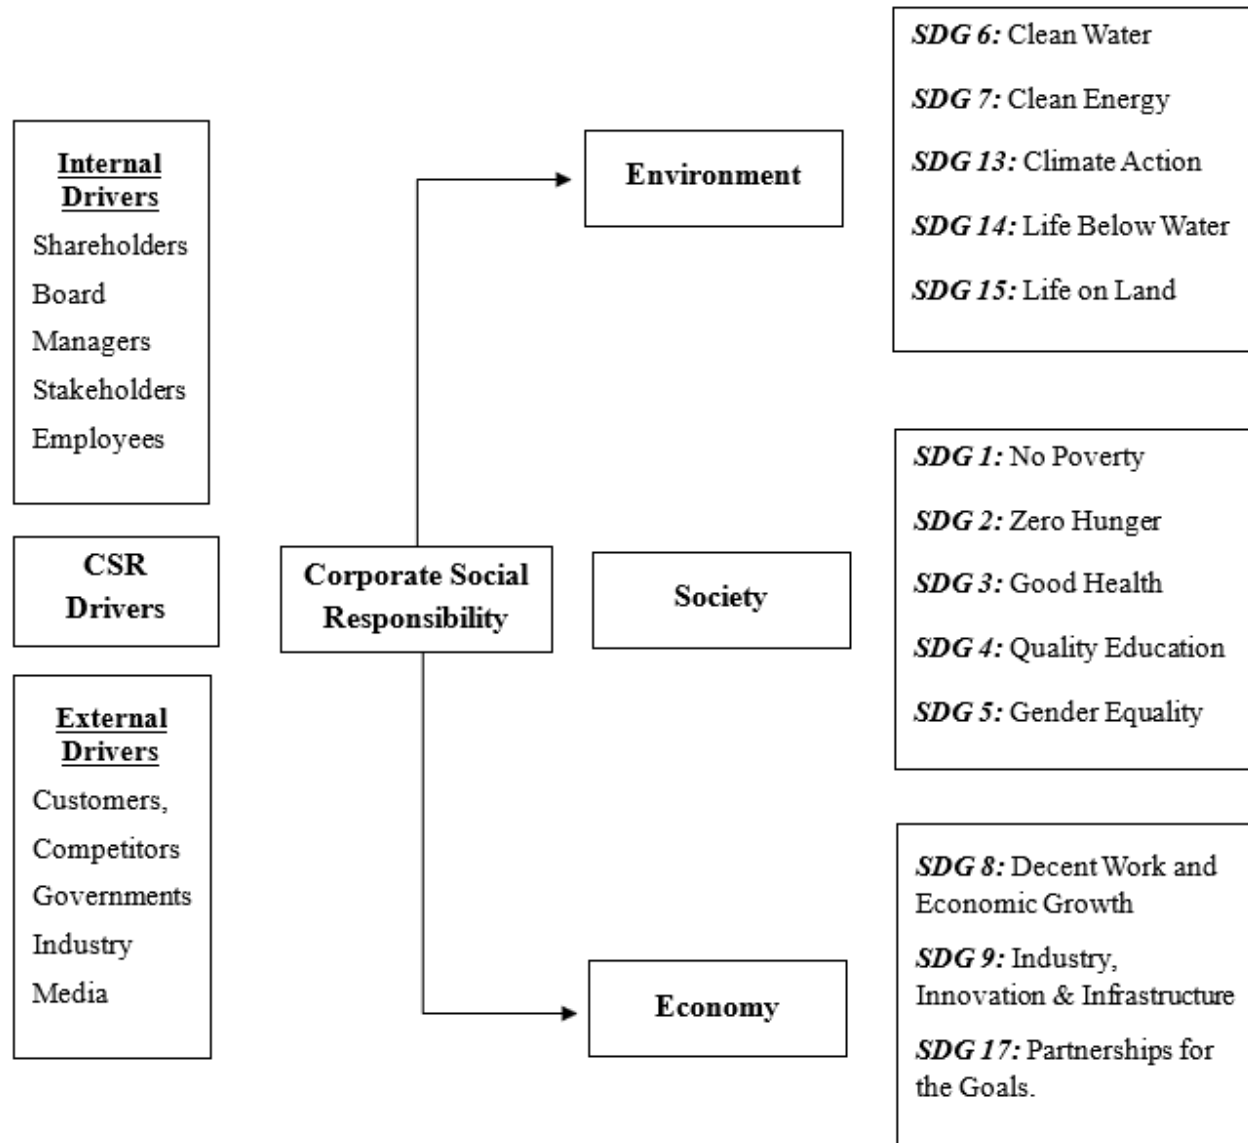 Internal
Drivers
Shareholders
Board
Managers
Stakeholders
Employees
CSR
Drivers
External
Drivers
Customers,
Competitors
Governments
Industry
Media
Corporate Social
Responsibility
Environment
Society
Economy
SDG 6: Clean Water
SDG 7: Clean Energy
SDG 13: Climate Action
SDG 14: Life Below Water
SDG 15: Life on Land
SDG 1: No Poverty
SDG 2: Zero Hunger
SDG 3: Good Health
SDG 4: Quality Education
SDG 5: Gender Equality
SDG 8: Decent Work and
Economic Growth
SDG 9: Industry,
Innovation & Infrastructure
SDG 17: Partnerships for
the Goals.